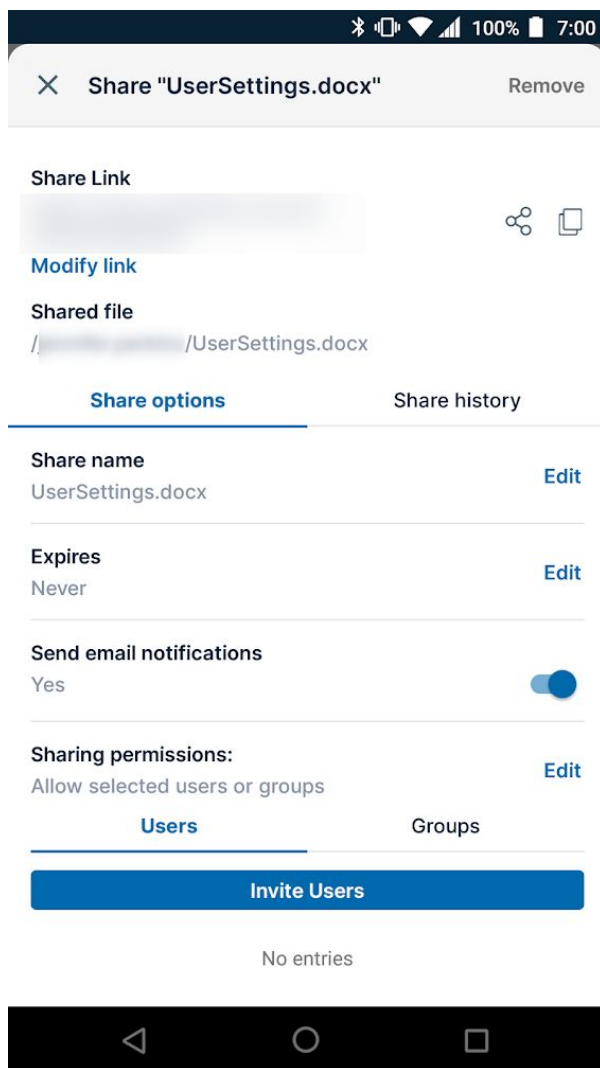 100% 7:00
Share "UserSettings.docx" Remove
Share Link
Modify link
Shared file
/ /UserSettings.docx
Share options Share history
Share name
UserSettings.docx
Edit
Expires
Never
Edit
Send email notifications
Yes
Sharing permissions:
Allow selected users or groups
Edit
Users Groups
Invite Users
No entries